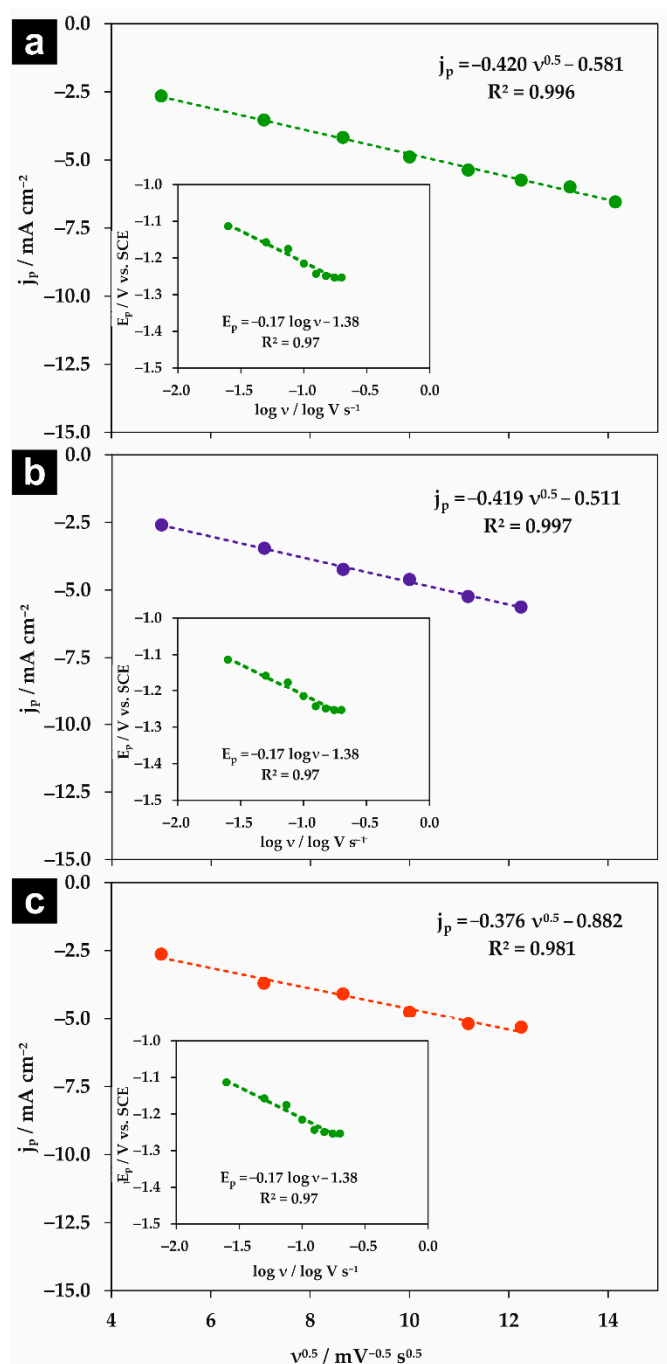 a
0.0
−2.5
−5.0
−7.5
−10.0
−12.5
−15.0
jₚ / mA cm⁻²
jₚ =−0.420 ν⁰·⁵ − 0.581
R² = 0.996
−1.0
−1.1
−1.2
−1.3
−1.4
−1.5
Eₚ / V vs. SCE
Eₚ =−0.17 log ν − 1.38
R² = 0.97
−2.0 −1.5 −1.0 −0.5 0.0
log ν / log V s⁻¹
b
0.0
−2.5
−5.0
−7.5
−10.0
−12.5
−15.0
jₚ / mA cm⁻²
jₚ =−0.419 ν⁰·⁵ − 0.511
R² = 0.997
−1.0
−1.1
−1.2
−1.3
−1.4
−1.5
Eₚ / V vs. SCE
Eₚ =−0.17 log ν − 1.38
R² = 0.97
−2.0 −1.5 −1.0 −0.5 0.0
log ν / log V s⁻¹
c
0.0
−2.5
−5.0
−7.5
−10.0
−12.5
−15.0
jₚ / mA cm⁻²
jₚ =−0.376 ν⁰·⁵ − 0.882
R² = 0.981
−1.0
−1.1
−1.2
−1.3
−1.4
−1.5
Eₚ / V vs. SCE
Eₚ =−0.17 log ν − 1.38
R² = 0.97
−2.0 −1.5 −1.0 −0.5 0.0
log ν / log V s⁻¹
4 6 8 10 12 14
ν⁰·⁵ / mV⁻⁰·⁵ s⁰·⁵